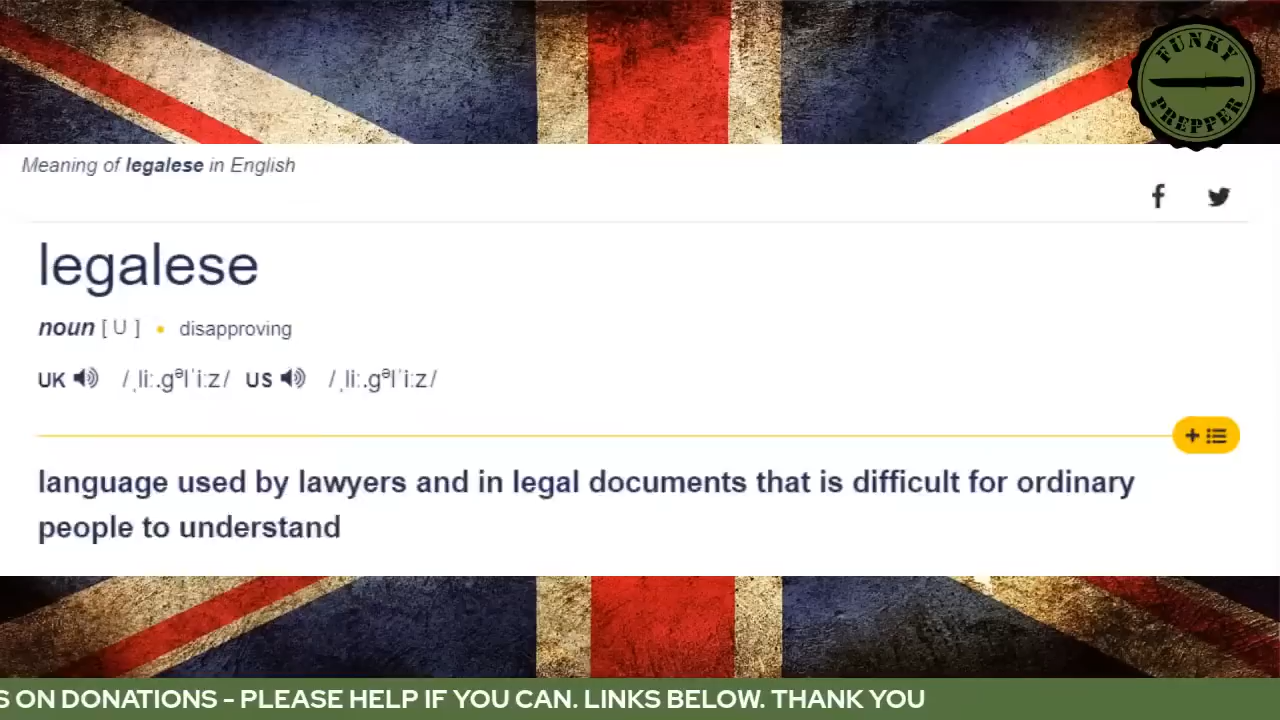 FUNKY
PREPPER
Meaning of legalese in English
legalese
noun [ U ] • disapproving
UK /ˌliː.ɡəlˈiːz/ US /ˌliː.ɡəlˈiːz/
language used by lawyers and in legal documents that is difficult for ordinary
people to understand
S ON DONATIONS - PLEASE HELP IF YOU CAN. LINKS BELOW. THANK YOU